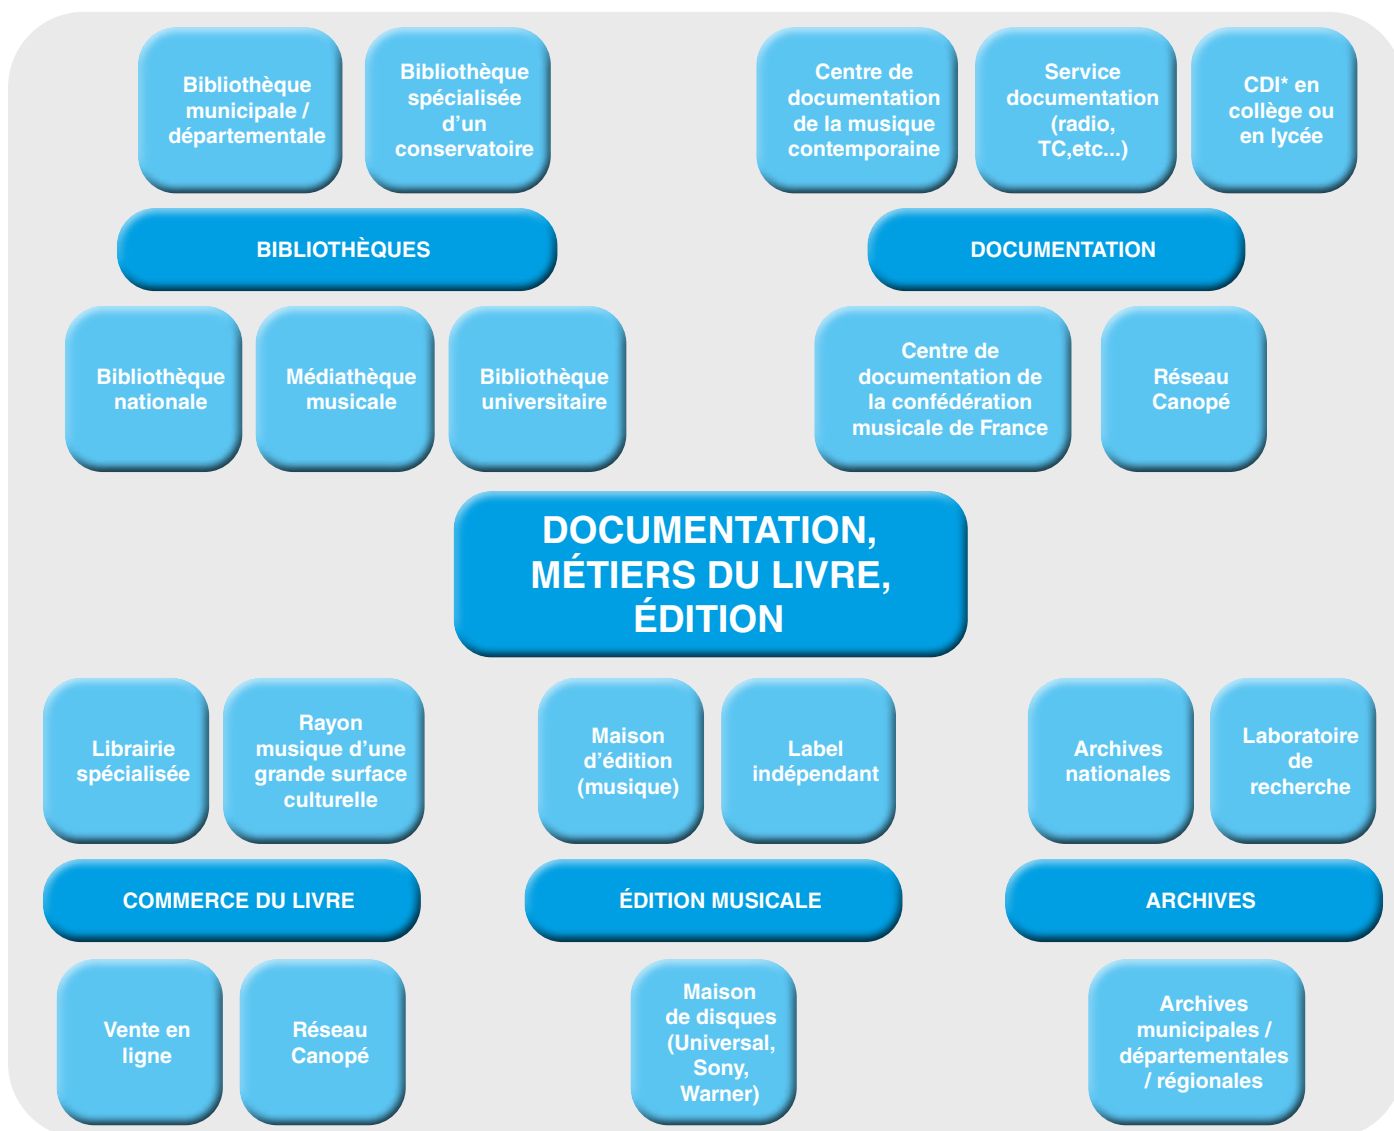 Bibliothèque
municipale /
départementale
Bibliothèque
spécialisée
d’un
conservatoire
Centre de
documentation
de la musique
contemporaine
Service
documentation
(radio,
TC,etc...)
CDI* en
collège ou
en lycée
BIBLIOTHÈQUES
DOCUMENTATION
Bibliothèque
nationale
Médiathèque
musicale
Bibliothèque
universitaire
Centre de
documentation de
la confédération
musicale de France
Réseau
Canopé
DOCUMENTATION,
MÉTIERS DU LIVRE,
ÉDITION
Librairie
spécialisée
Rayon
musique d’une
grande surface
culturelle
Maison
d’édition
(musique)
Label
indépendant
Archives
nationales
Laboratoire
de
recherche
COMMERCE DU LIVRE
ÉDITION MUSICALE
ARCHIVES
Vente en
ligne
Réseau
Canopé
Maison
de disques
(Universal,
Sony,
Warner)
Archives
municipales /
départementales
/ régionales